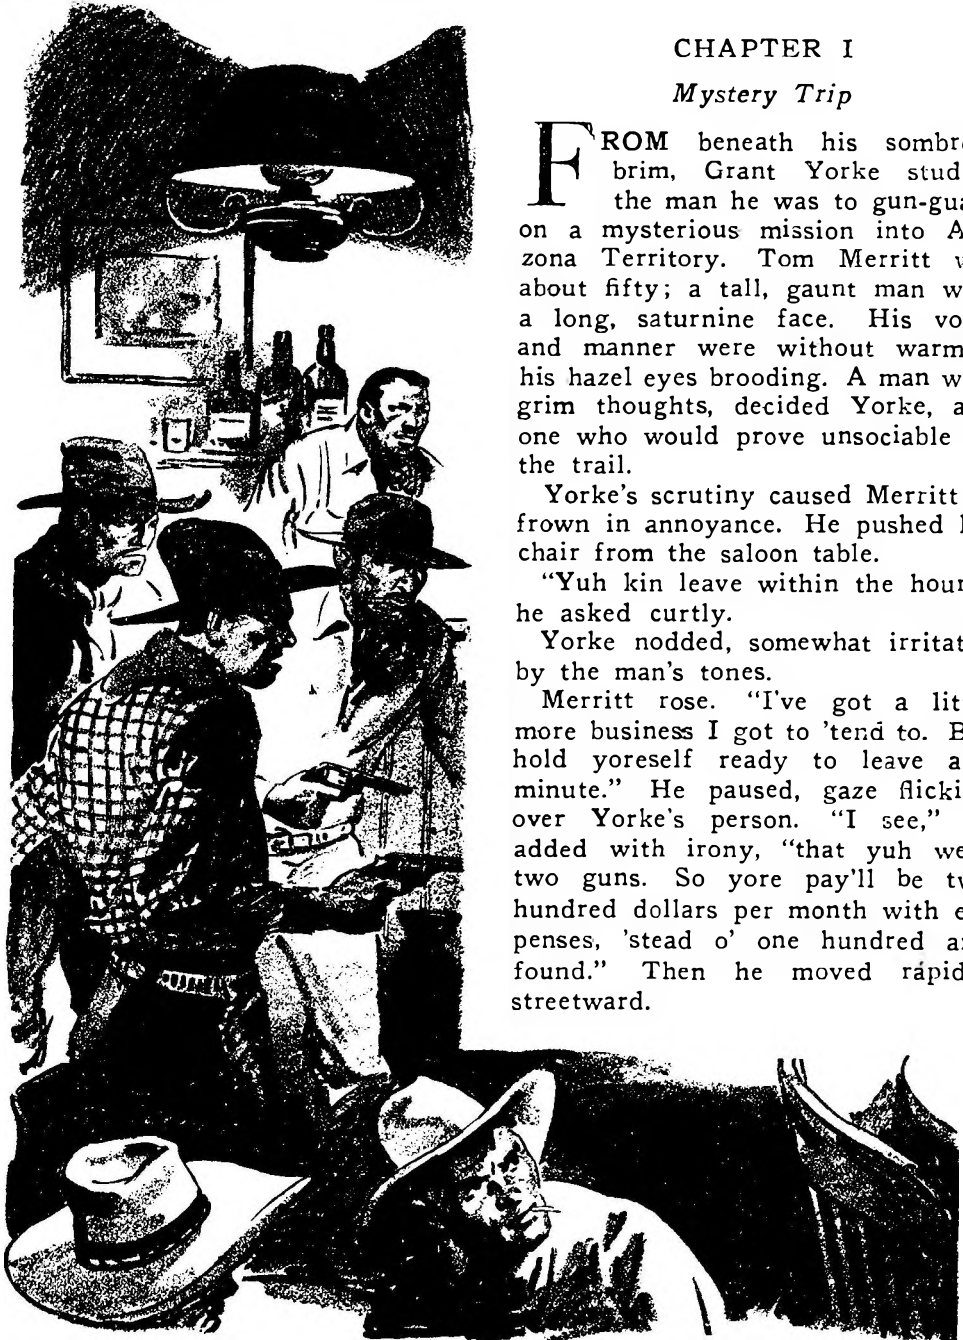 CHAPTER I
Mystery Trip
FROM beneath his sombr
brim, Grant Yorke stud
the man he was to gun-gua
on a mysterious mission into A
zona Territory. Tom Merritt w
about fifty; a tall, gaunt man w
a long, saturnine face. His vo
and manner were without warm
his hazel eyes brooding. A man w
grim thoughts, decided Yorke, a
one who would prove unsociable
the trail.
Yorke's scrutiny caused Merritt
frown in annoyance. He pushed h
chair from the saloon table.
"Yuh kin leave within the hour
he asked curtly.
Yorke nodded, somewhat irritat
by the man's tones.
Merritt rose. "I've got a lit
more business I got to 'tend to. B
hold yoreself ready to leave a
minute." He paused, gaze flicki
over Yorke's person. "I see,"
added with irony, "that yuh we
two guns. So yore pay'll be tw
hundred dollars per month with e
penses, 'stead o' one hundred a
found." Then he moved rapid
streetward.